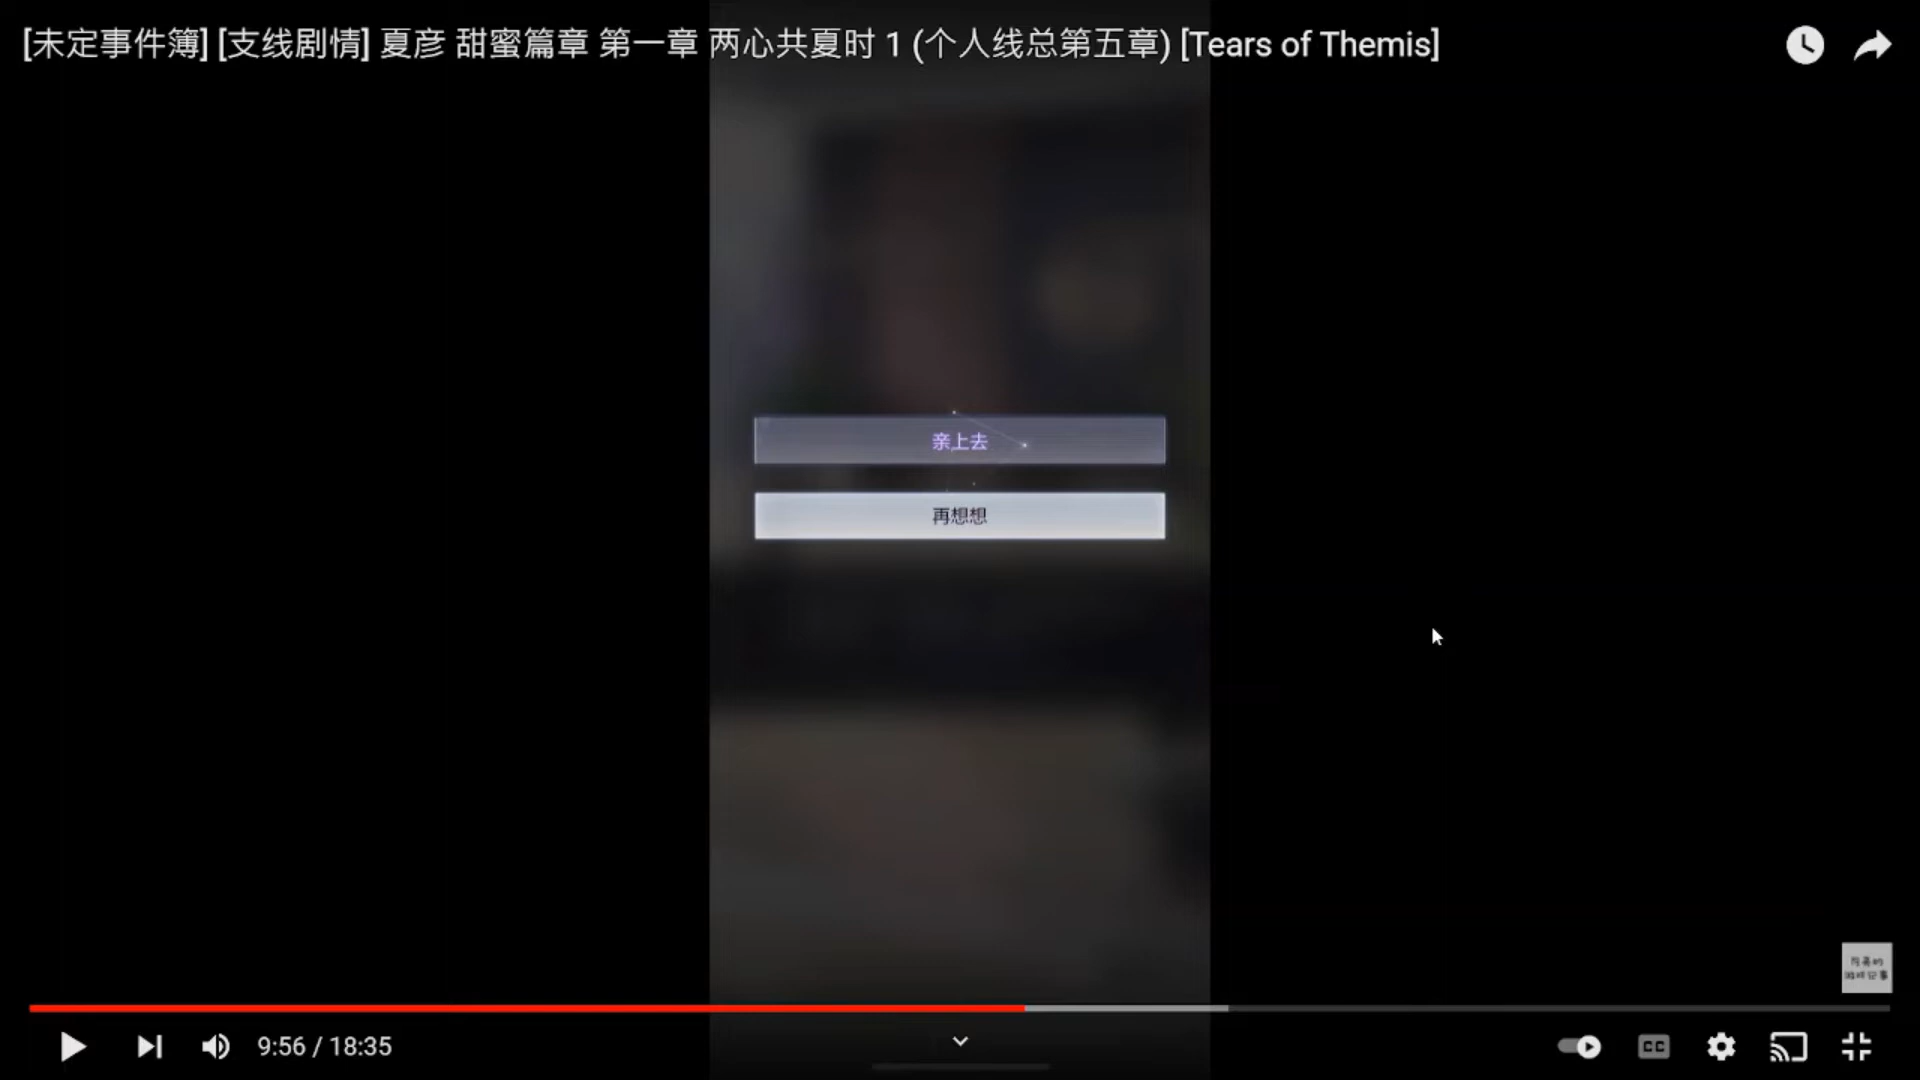 [未定事件簿] [支线剧情] 夏彦 甜蜜篇章 第一章 两心共夏时 1 (个人线总第五章) [Tears of Themis]
亲上去
再想想
9:56 / 18:35
CC